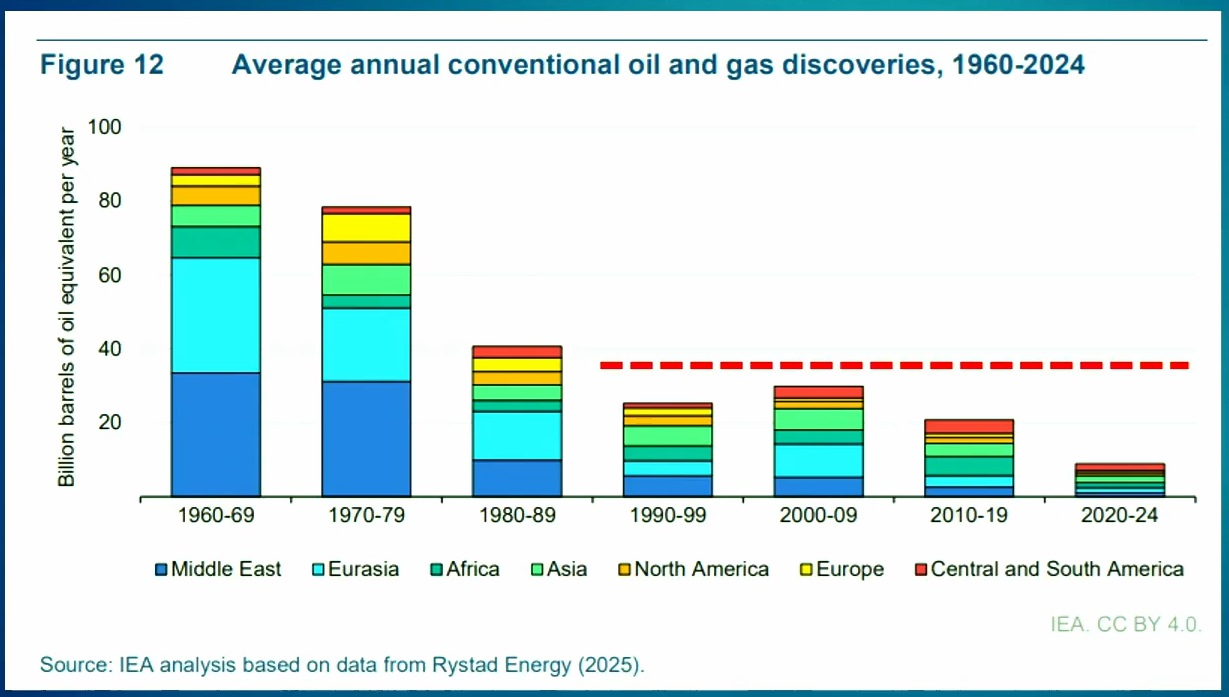 Figure 12 Average annual conventional oil and gas discoveries, 1960-2024
Billion barrels of oil equivalent per year
100
80
60
40
20
1960-69 1970-79 1980-89 1990-99 2000-09 2010-19 2020-24
Middle East Eurasia Africa Asia North America Europe Central and South America
IEA. CC BY 4.0.
Source: IEA analysis based on data from Rystad Energy (2025).